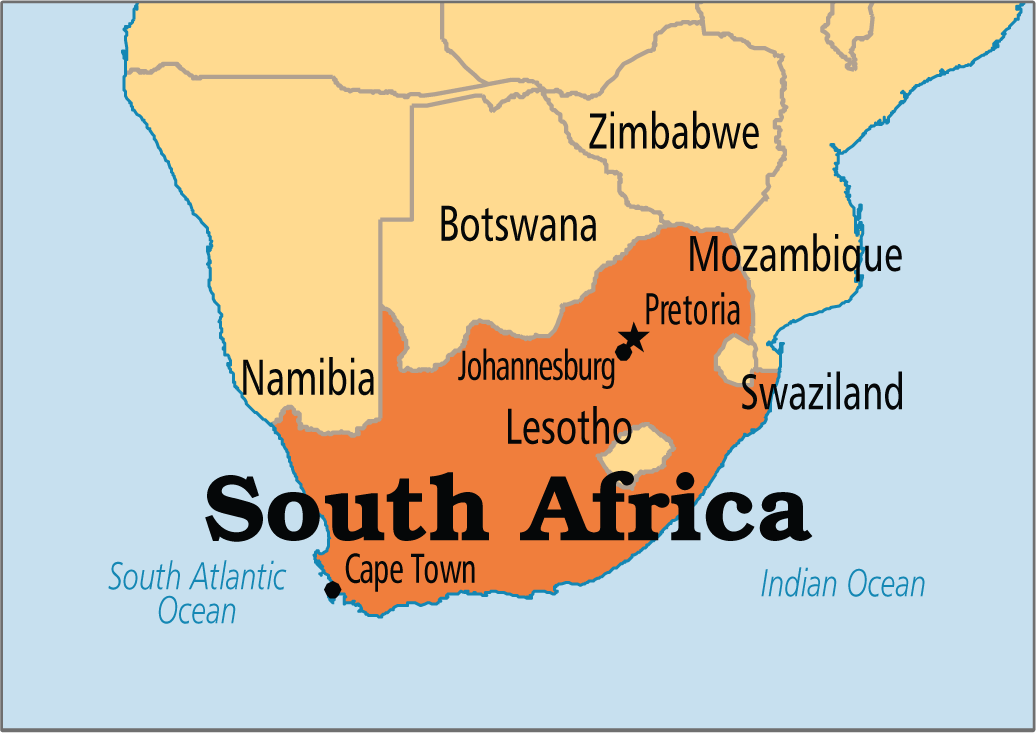 Zimbabwe
Botswana
Mozambique
Pretoria
Johannesburg
Namibia
Swaziland
Lesotho
South Africa
Cape Town
South Atlantic
Ocean
Indian Ocean